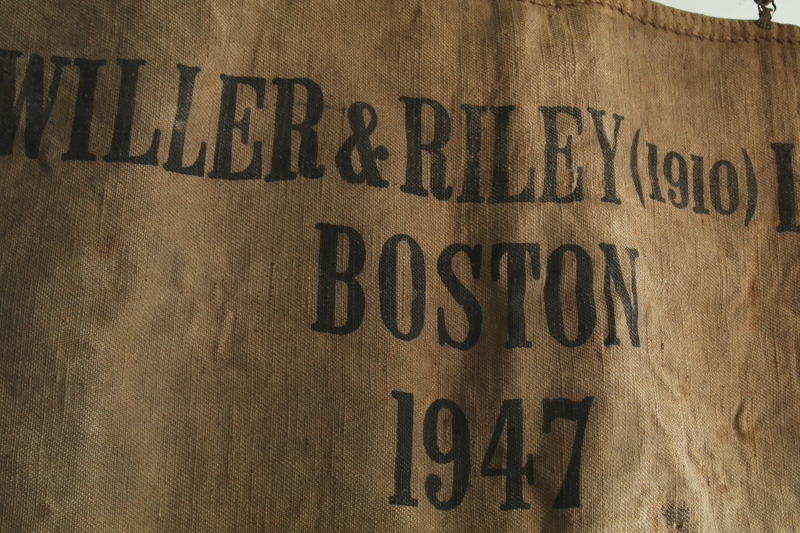 WILLER & RILEY (1910) L
BOSTON
1947